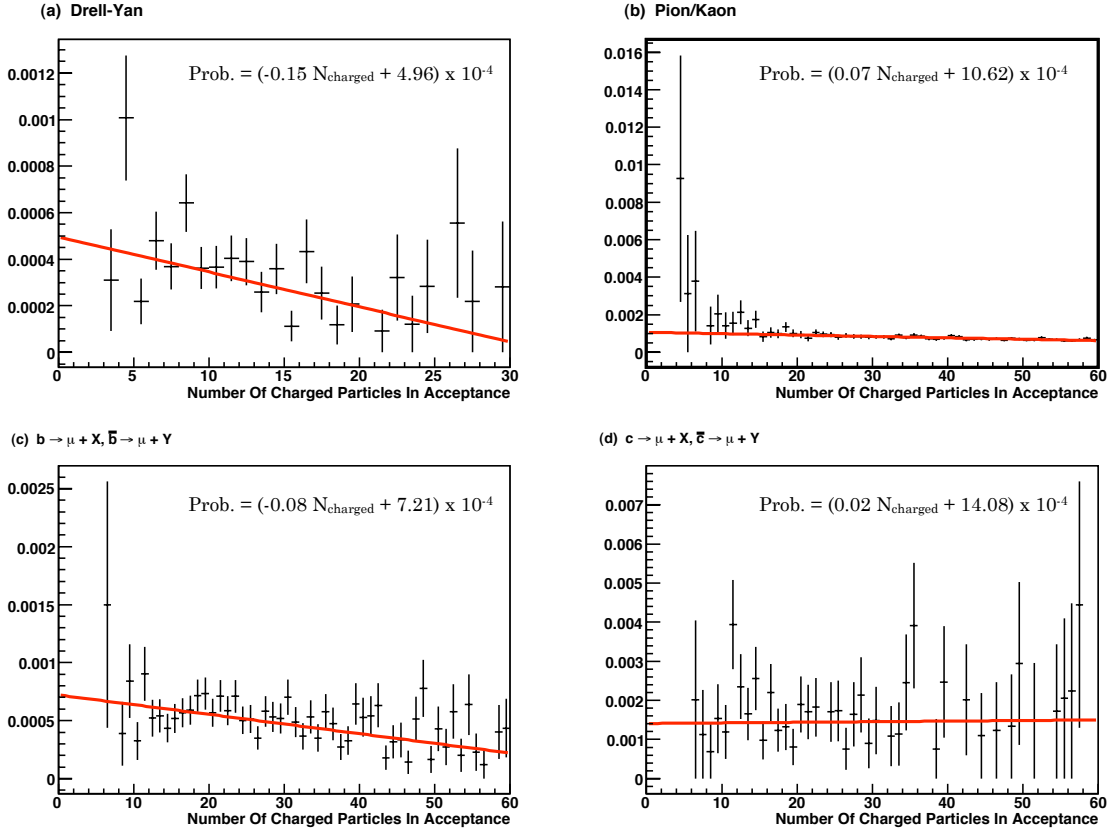 (a) Drell-Yan
Prob. = (-0.15 Ncharged + 4.96) x 10-4
0.0012
0.001
0.0008
0.0006
0.0004
0.0002
0
0 5 10 15 20 25 30
Number Of Charged Particles In Acceptance
(b) Pion/Kaon
Prob. = (0.07 Ncharged + 10.62) x 10-4
0.016
0.014
0.012
0.01
0.008
0.006
0.004
0.002
0
0 10 20 30 40 50 60
Number Of Charged Particles In Acceptance
(c) b → μ + X, b̅ → μ + Y
Prob. = (-0.08 Ncharged + 7.21) x 10-4
0.0025
0.002
0.0015
0.001
0.0005
0
0 10 20 30 40 50 60
Number Of Charged Particles In Acceptance
(d) c → μ + X, c̅ → μ + Y
Prob. = (0.02 Ncharged + 14.08) x 10-4
0.007
0.006
0.005
0.004
0.003
0.002
0.001
0
0 10 20 30 40 50 60
Number Of Charged Particles In Acceptance